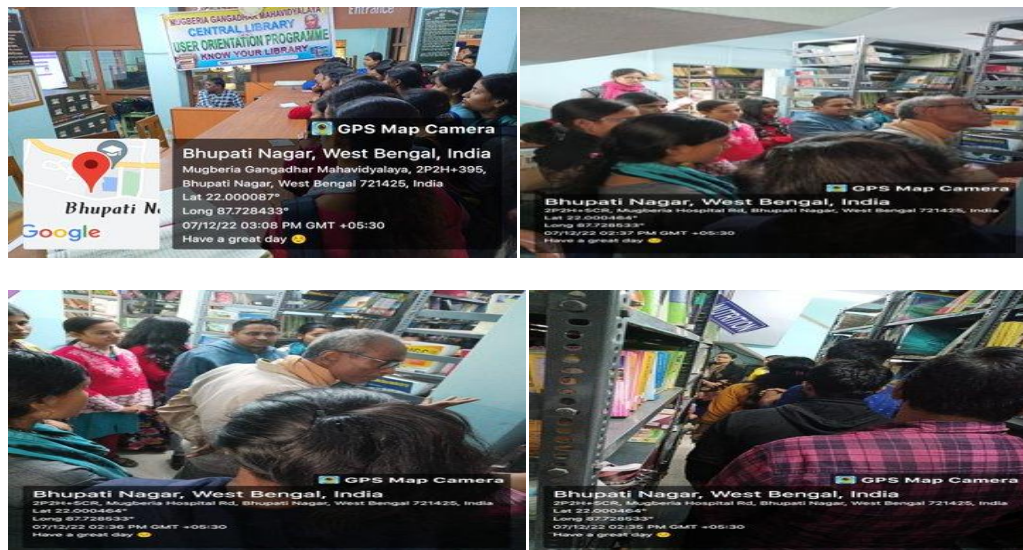 MUGBERIA GANGADHAR MAHAVIDYALAYA
CENTRAL LIBRARY
USER ORIENTATION PROGRAMME
KNOW YOUR LIBRARY
Entrance
GPS Map Camera
Bhupati Nagar, West Bengal, India
Mugberia Gangadhar Mahavidyalaya, 2P2H+395,
Bhupati Nagar, West Bengal 721425, India
Lat 22.000087°
Long 87.728433°
07/12/22 03:08 PM GMT +05:30
Have a great day 😊
Bhupati N
Google
GPS Map Camera
Bhupati Nagar, West Bengal, India
2P2H+5CR, Mugberia Hospital Rd, Bhupati Nagar, West Bengal 721425, India
Lat 22.000464°
Long 87.728533°
07/12/22 02:37 PM GMT +05:30
Have a great day 😊
GPS Map Camera
Bhupati Nagar, West Bengal, India
2P2H+5CR, Mugberia Hospital Rd, Bhupati Nagar, West Bengal 721425, India
Lat 22.000464°
Long 87.728533°
07/12/22 02:36 PM GMT +05:30
Have a great day 😊
NUTRITION
GPS Map Camera
Bhupati Nagar, West Bengal, India
2P2H+5CR, Mugberia Hospital Rd, Bhupati Nagar, West Bengal 721425, India
Lat 22.000464°
Long 87.728533°
07/12/22 02:35 PM GMT +05:30
Have a great day 😊